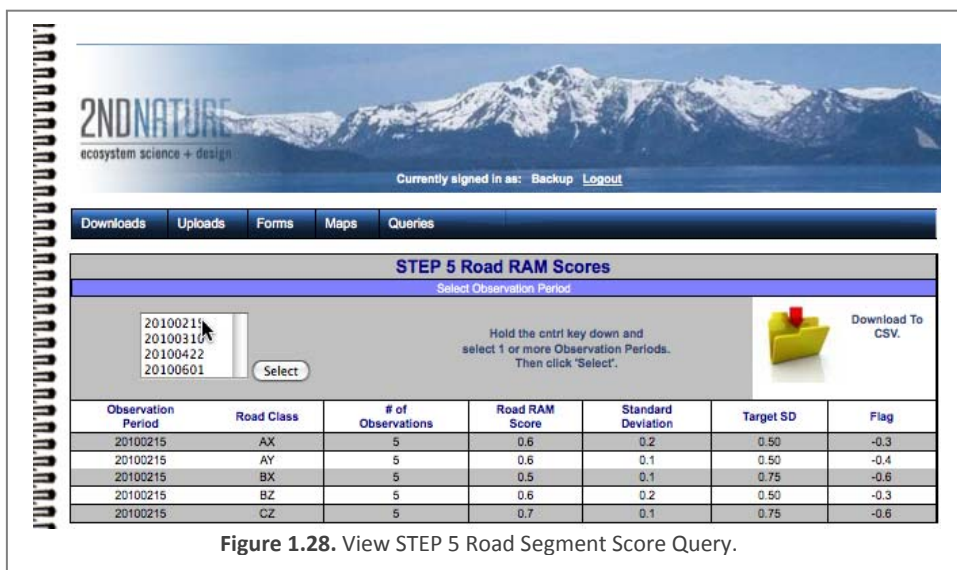 2NDNATURE
ecosystem science + design
Currently signed in as: Backup Logout
Downloads Uploads Forms Maps Queries
STEP 5 Road RAM Scores
Select Observation Period
20100215
20100310
20100422
20100601
Select
Hold the cntrl key down and
select 1 or more Observation Periods.
Then click 'Select'.
Download To
CSV.
Observation Period Road Class # of Observations Road RAM Score Standard Deviation Target SD Flag
20100215 AX 5 0.6 0.2 0.50 -0.3
20100215 AY 5 0.6 0.1 0.50 -0.4
20100215 BX 5 0.5 0.1 0.75 -0.6
20100215 BZ 5 0.6 0.2 0.50 -0.3
20100215 CZ 5 0.7 0.1 0.75 -0.6
Figure 1.28. View STEP 5 Road Segment Score Query.